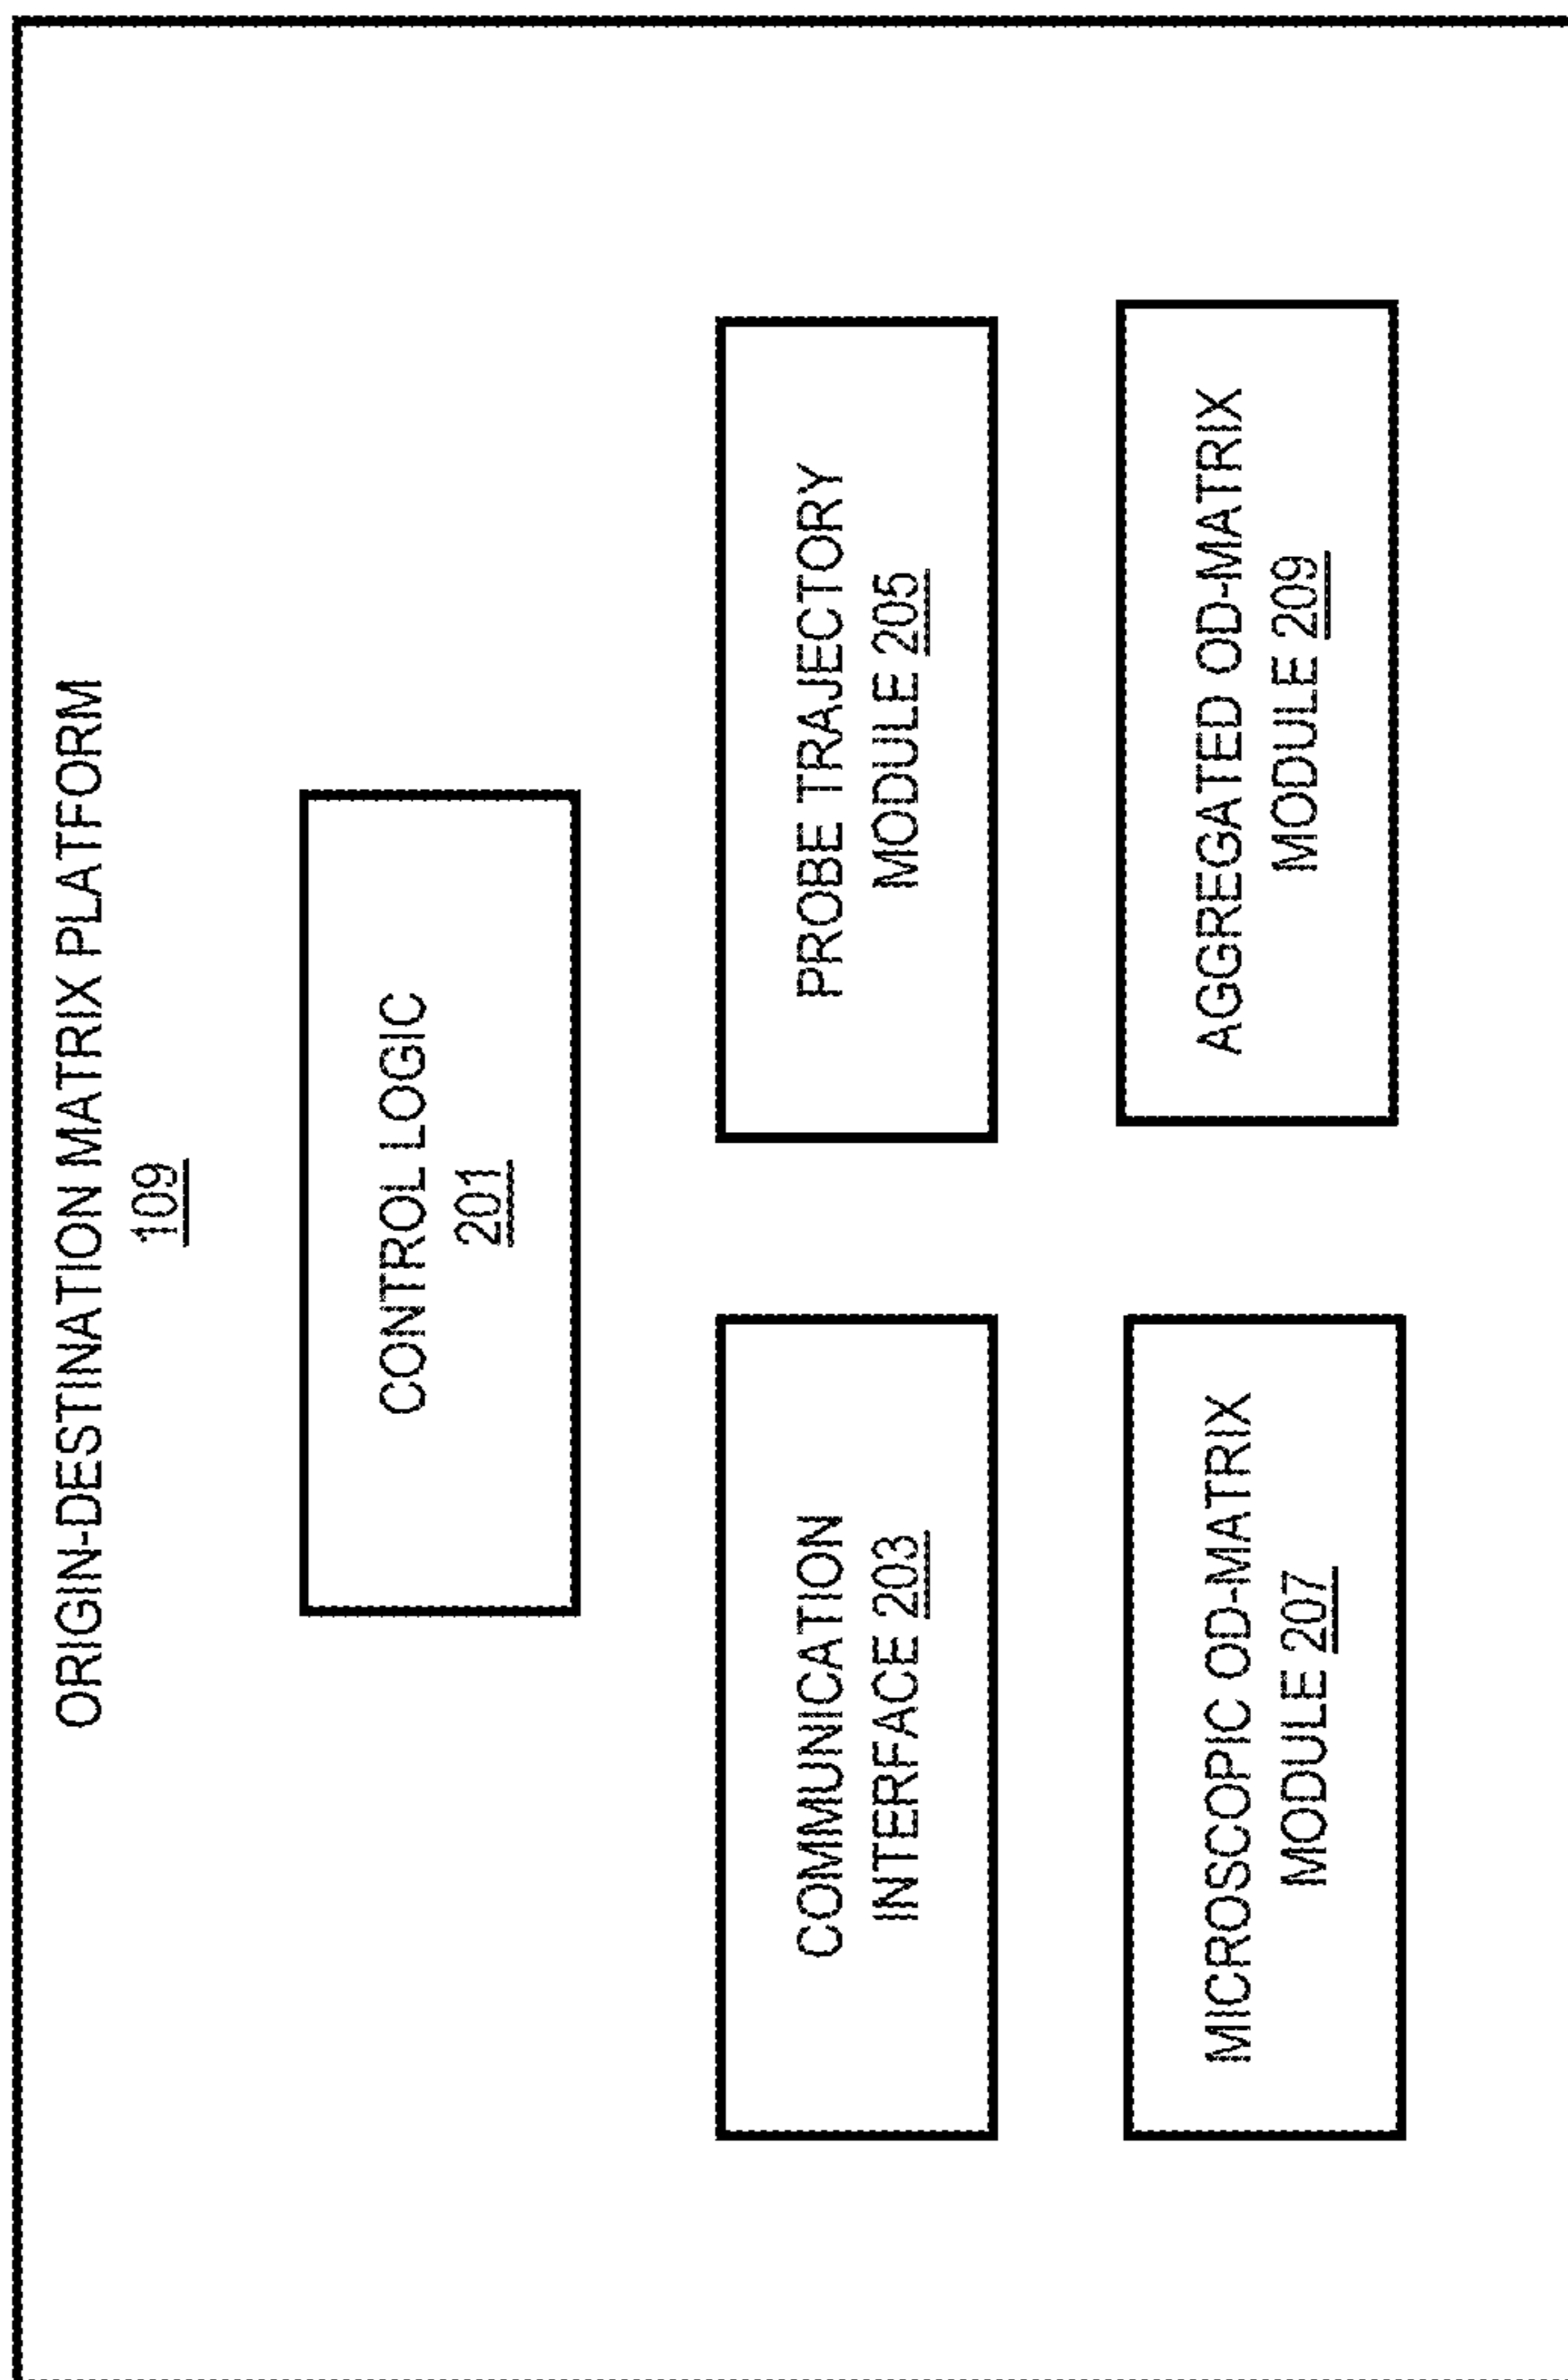 ORIGIN-DESTINATION MATRIX PLATFORM
109
CONTROL LOGIC
201
COMMUNICATION
INTERFACE 203
PROBE TRAJECTORY
MODULE 205
MICROSCOPIC OD-MATRIX
MODULE 207
AGGREGATED OD-MATRIX
MODULE 209